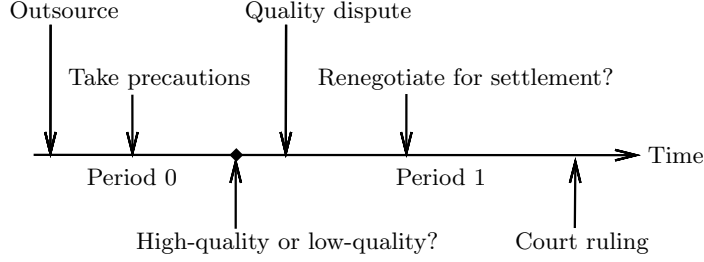 Outsource
Quality dispute
Take precautions
Renegotiate for settlement?
Time
Period 0
Period 1
High-quality or low-quality?
Court ruling